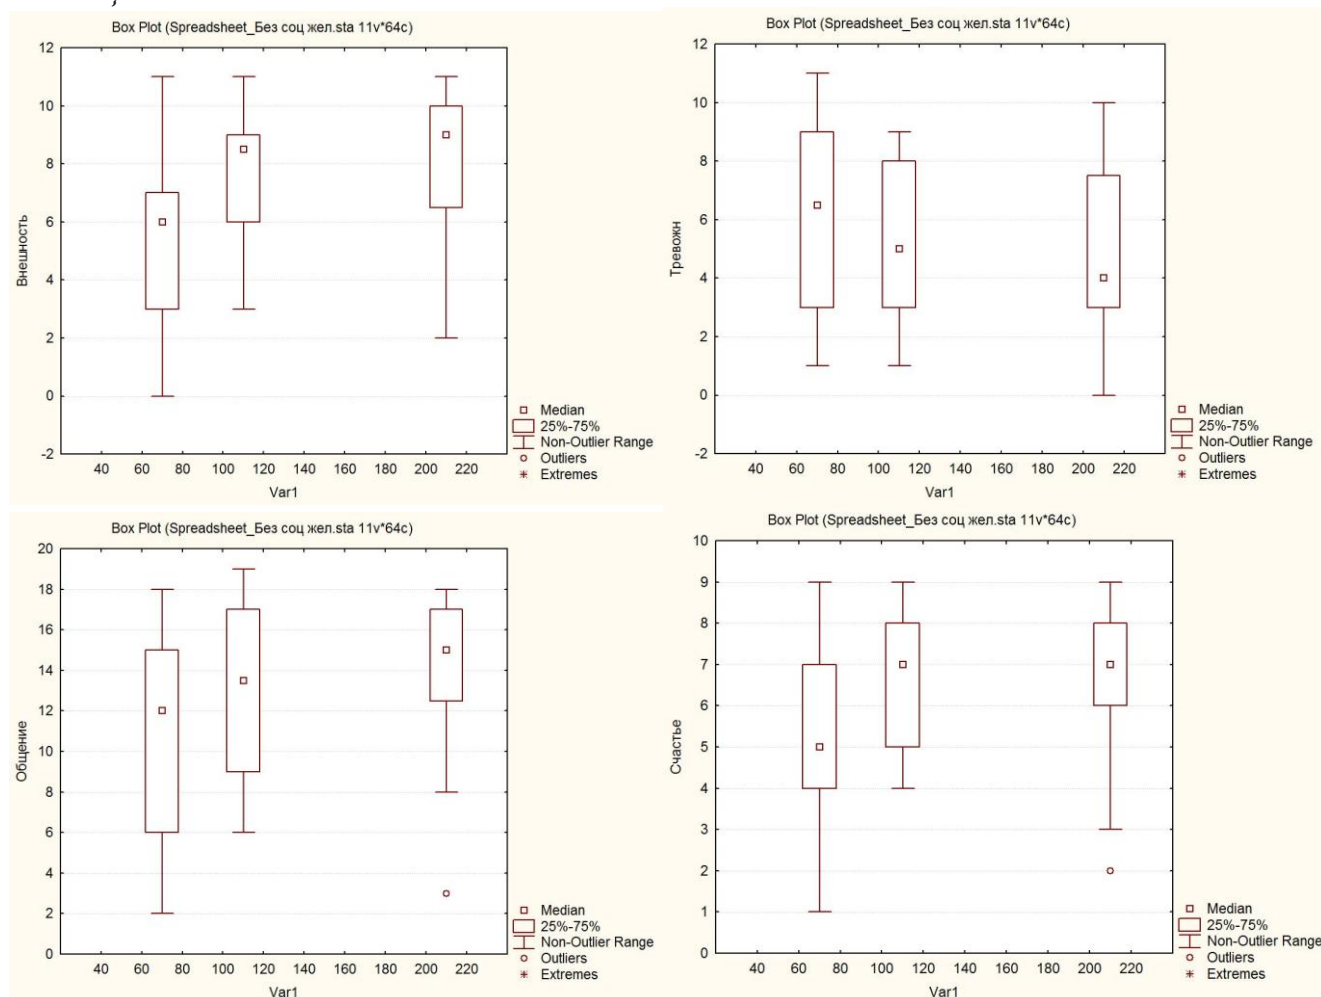 Box Plot (Spreadsheet_Без соц жел.sta 11v*64c)
12
10
8
6
4
2
0
-2
Внешность
40 60 80 100 120 140 160 180 200 220
Var1
Median
25%-75%
Non-Outlier Range
Outliers
Extremes
Box Plot (Spreadsheet_Без соц жел.sta 11v*64c)
12
10
8
6
4
2
0
-2
Тревожн
40 60 80 100 120 140 160 180 200 220
Var1
Median
25%-75%
Non-Outlier Range
Outliers
Extremes
Box Plot (Spreadsheet_Без соц жел.sta 11v*64c)
20
18
16
14
12
10
8
6
4
2
0
Общение
40 60 80 100 120 140 160 180 200 220
Var1
Median
25%-75%
Non-Outlier Range
Outliers
Extremes
Box Plot (Spreadsheet_Без соц жел.sta 11v*64c)
10
9
8
7
6
5
4
3
2
1
0
Счастье
40 60 80 100 120 140 160 180 200 220
Var1
Median
25%-75%
Non-Outlier Range
Outliers
Extremes